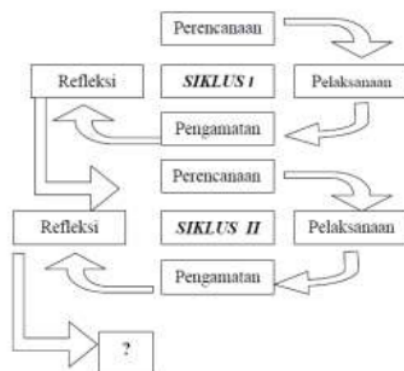 Perencanaan
Refleksi
SIKLUS I
Pelaksanaan
Pengamatan
Perencanaan
Refleksi
SIKLUS II
Pelaksanaan
Pengamatan
?